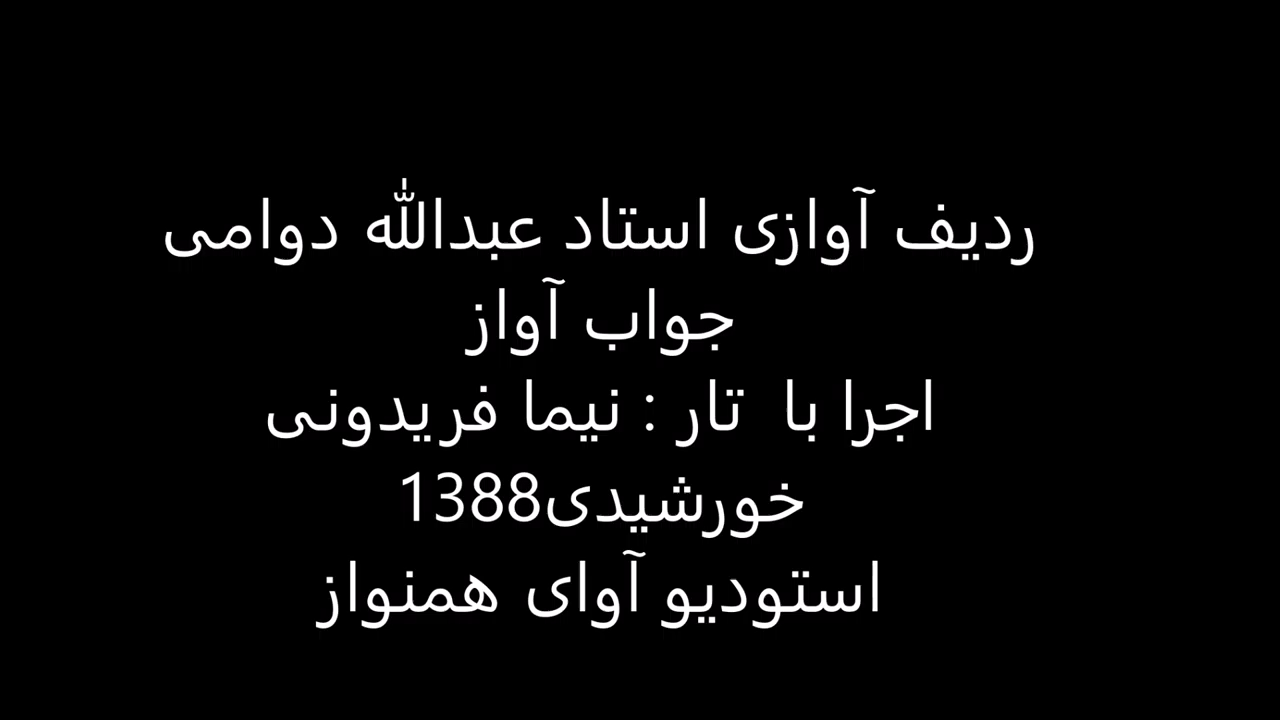 ردیف آوازی استاد عبدالله دوامی
جواب آواز
اجرا با  تار : نیما فریدونی
خورشیدی1388
استودیو آوای همنواز